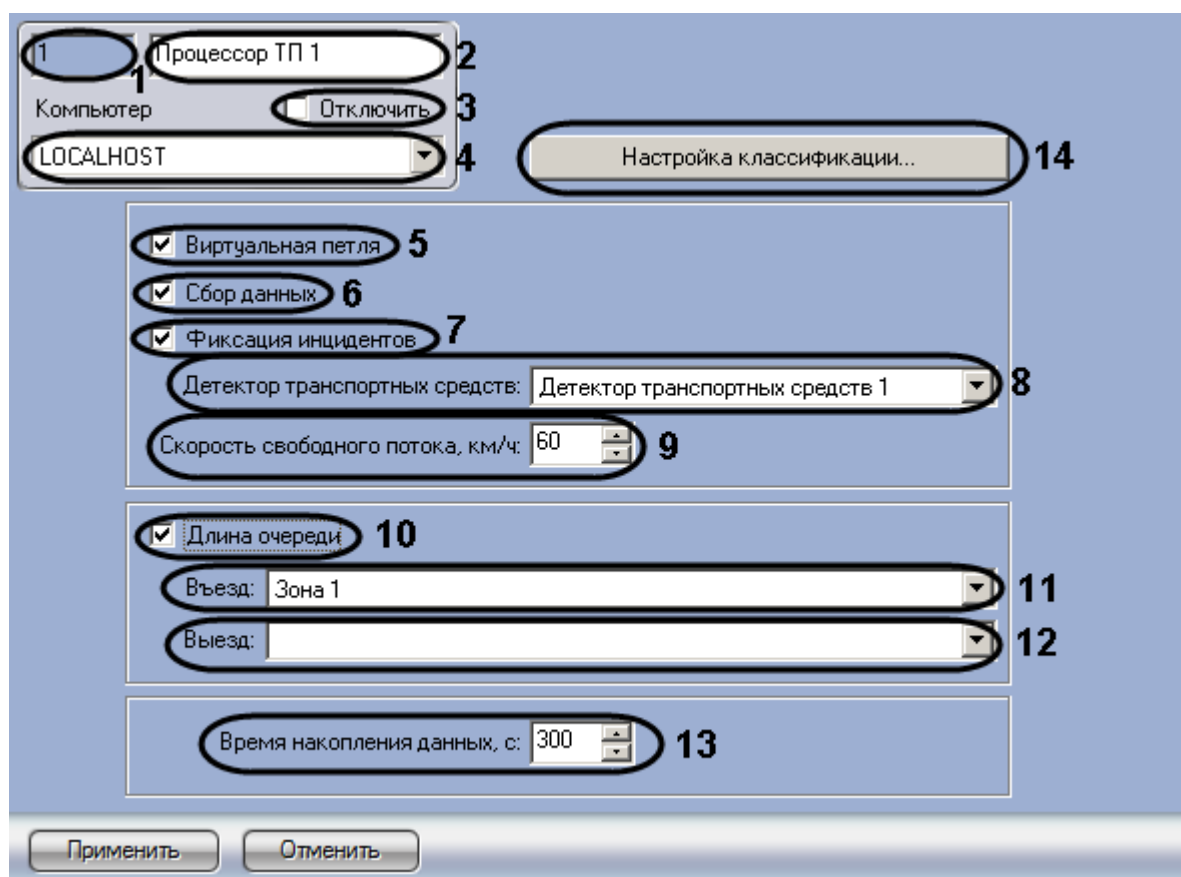 1 1 Процессор ТП 1 2
Компьютер Отключить 3
LOCALHOST 4 Настройка классификации... 14
Виртуальная петля 5
Сбор данных 6
Фиксация инцидентов 7
Детектор транспортных средств: Детектор транспортных средств 1 8
Скорость свободного потока, км/ч: 60 9
Длина очереди 10
Въезд: Зона 1 11
Выезд: 12
Время накопления данных, с: 300 13
Применить Отменить